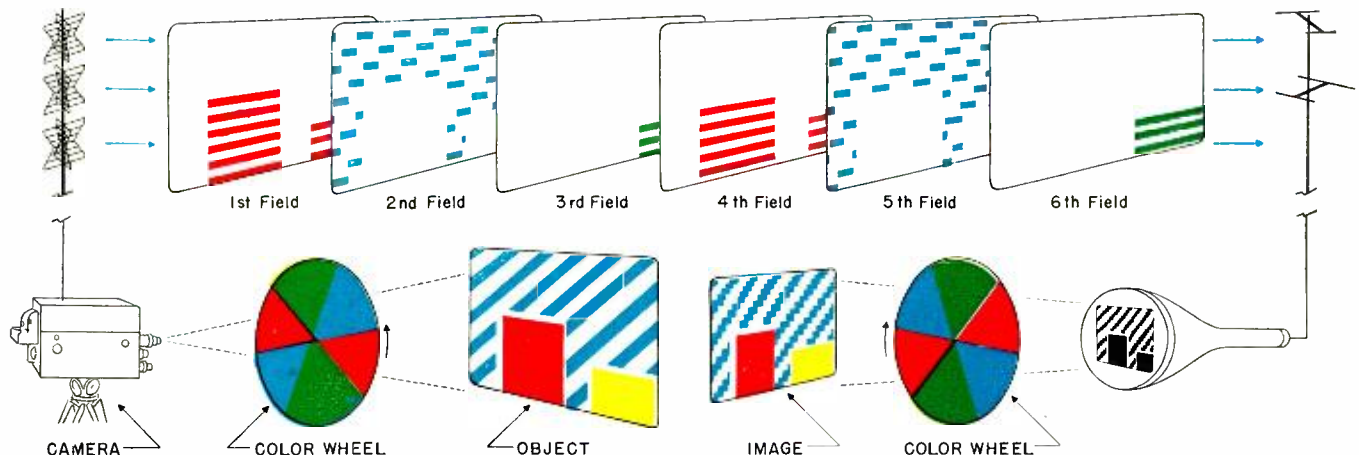 1st Field
2nd Field
3rd Field
4th Field
5th Field
6th Field
CAMERA
COLOR WHEEL
OBJECT
IMAGE
COLOR WHEEL